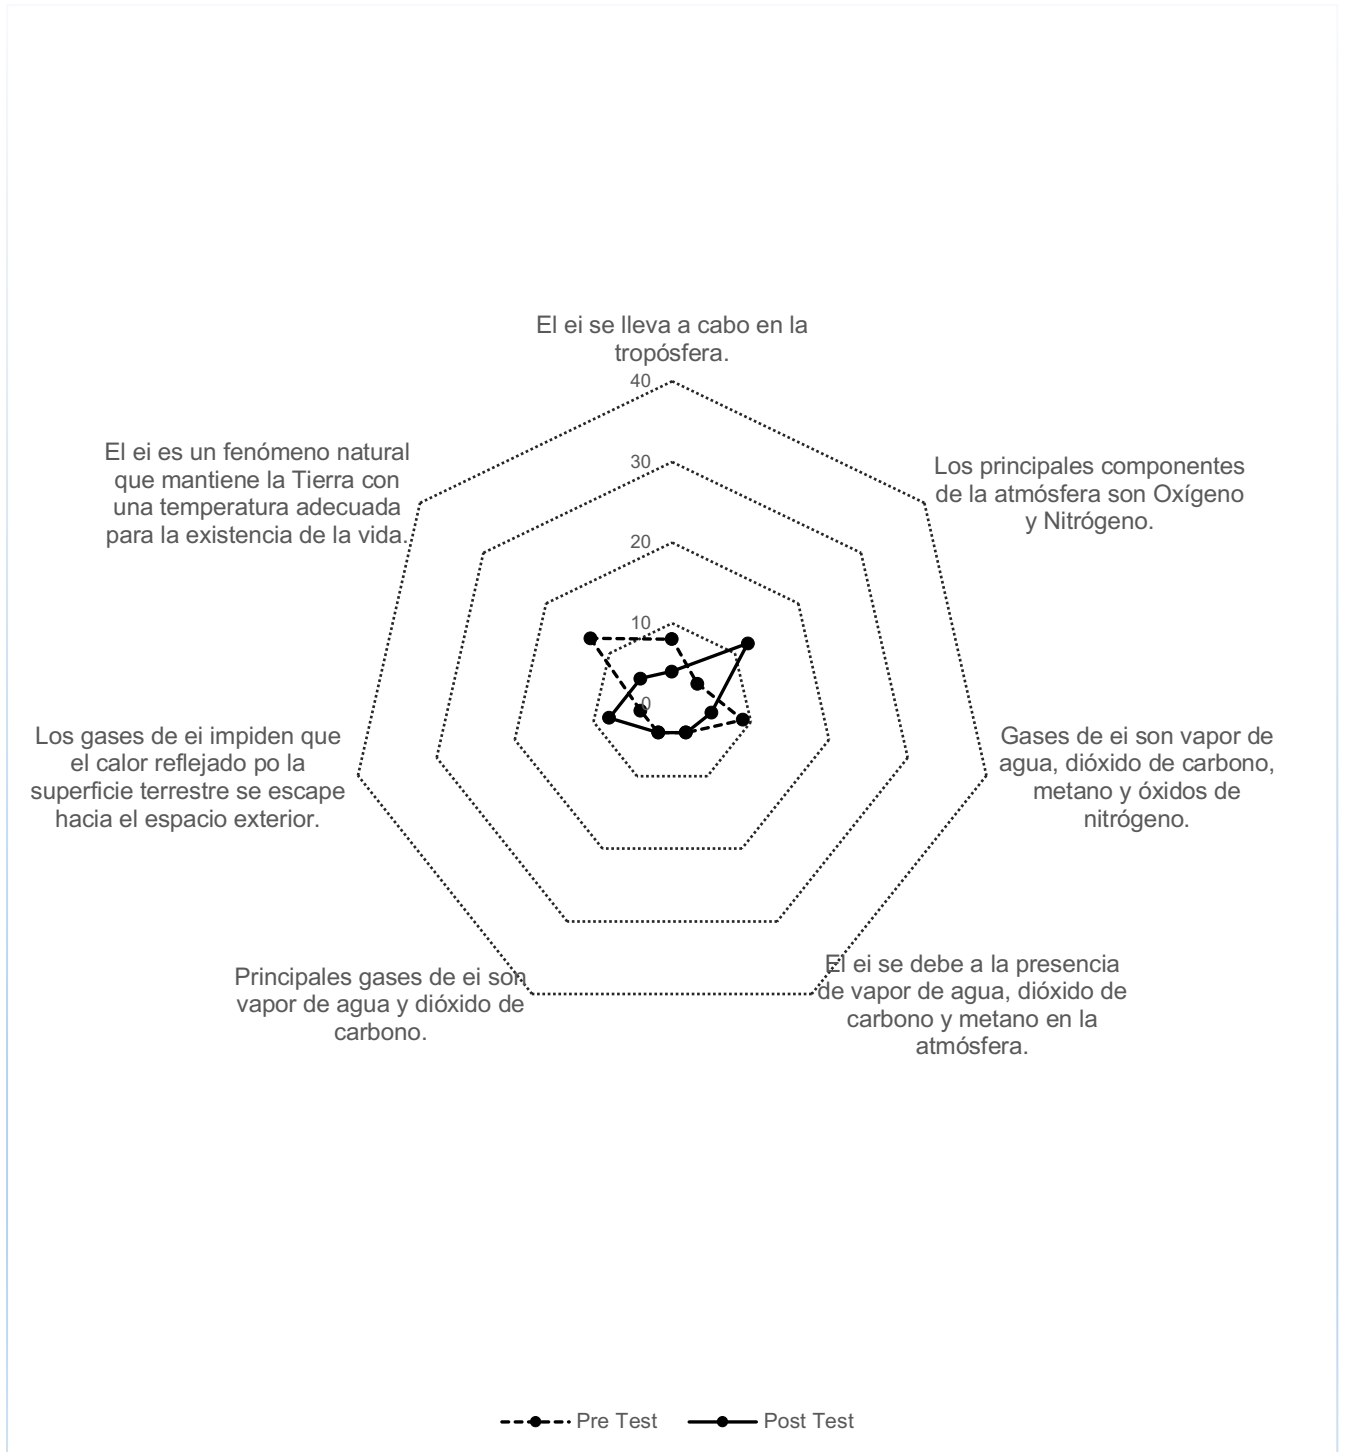 El ei se lleva a cabo en la
tropósfera.
40
30
20
10
0
Los principales componentes
de la atmósfera son Oxígeno
y Nitrógeno.
Gases de ei son vapor de
agua, dióxido de carbono,
metano y óxidos de
nitrógeno.
El ei se debe a la presencia
de vapor de agua, dióxido de
carbono y metano en la
atmósfera.
Principales gases de ei son
vapor de agua y dióxido de
carbono.
Los gases de ei impiden que
el calor reflejado po la
superficie terrestre se escape
hacia el espacio exterior.
El ei es un fenómeno natural
que mantiene la Tierra con
una temperatura adecuada
para la existencia de la vida.
Pre Test
Post Test